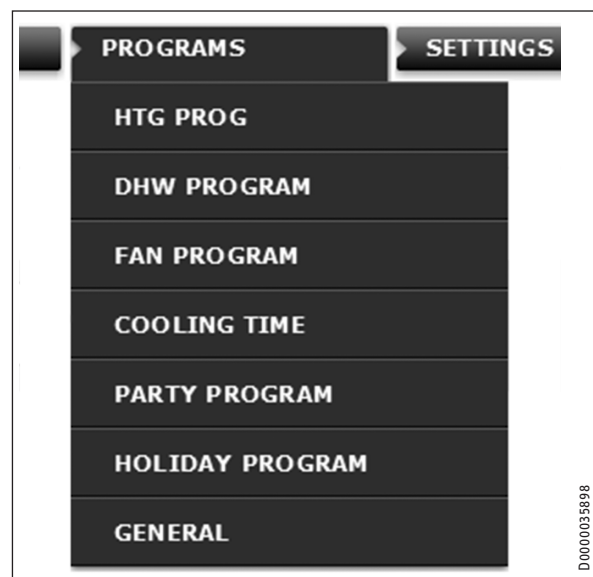 PROGRAMS SETTINGS
HTG PROG
DHW PROGRAM
FAN PROGRAM
COOLING TIME
PARTY PROGRAM
HOLIDAY PROGRAM
GENERAL
D0000035898